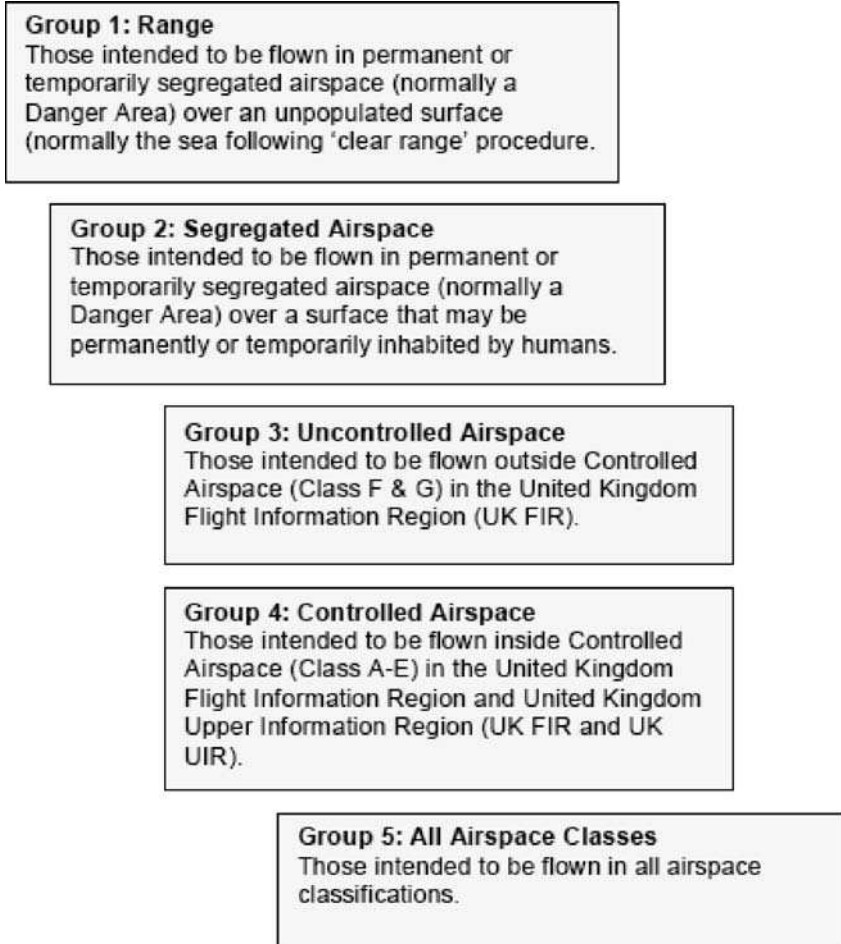 Group 1: Range
Those intended to be flown in permanent or
temporarily segregated airspace (normally a
Danger Area) over an unpopulated surface
(normally the sea following ‘clear range’ procedure.
Group 2: Segregated Airspace
Those intended to be flown in permanent or
temporarily segregated airspace (normally a
Danger Area) over a surface that may be
permanently or temporarily inhabited by humans.
Group 3: Uncontrolled Airspace
Those intended to be flown outside Controlled
Airspace (Class F & G) in the United Kingdom
Flight Information Region (UK FIR).
Group 4: Controlled Airspace
Those intended to be flown inside Controlled
Airspace (Class A-E) in the United Kingdom
Flight Information Region and United Kingdom
Upper Information Region (UK FIR and UK
UIR).
Group 5: All Airspace Classes
Those intended to be flown in all airspace
classifications.